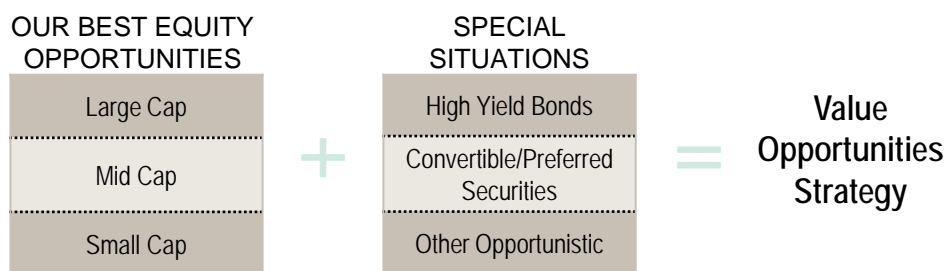 OUR BEST EQUITY
OPPORTUNITIES
Large Cap
Mid Cap
Small Cap
+
SPECIAL
SITUATIONS
High Yield Bonds
Convertible/Preferred
Securities
Other Opportunistic
=
Value
Opportunities
Strategy